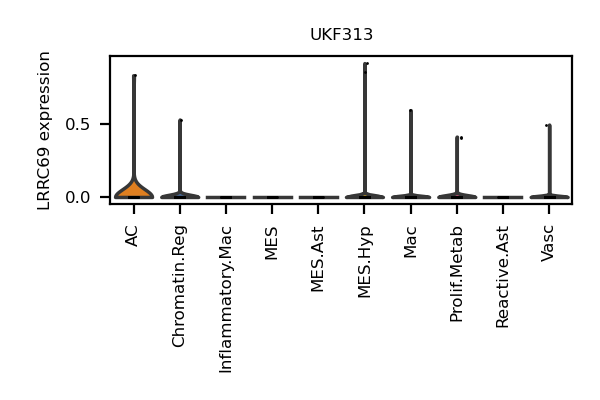 UKF313
LRRC69 expression
0.5
0.0
AC
Chromatin.Reg
Inflammatory.Mac
MES
MES.Ast
MES.Hyp
Mac
Prolif.Metab
Reactive.Ast
Vasc